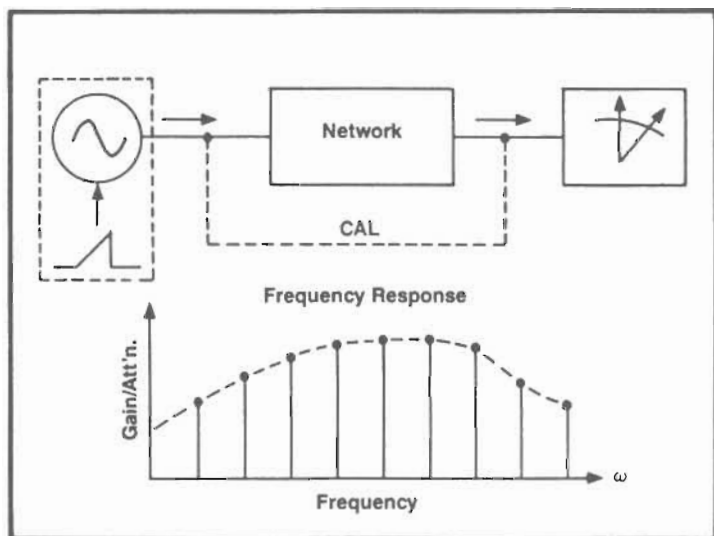 Network
CAL
Frequency Response
Gain/Att'n.
ω
Frequency